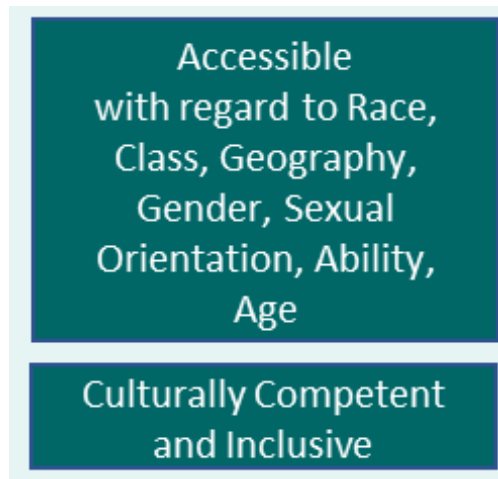 Accessible
with regard to Race,
Class, Geography,
Gender, Sexual
Orientation, Ability,
Age
Culturally Competent
and Inclusive